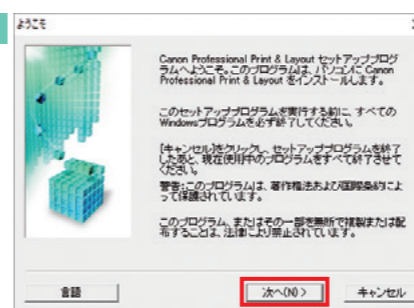 ようこそ
Canon Professional Print & Layout セットアッププログ
ラムへようこそ。このプログラムは、パソコンに Canon
Professional Print & Layout をインストールします。
このセットアッププログラムを実行する前に、すべての
Windowsプログラムを必ず終了してください。
[キャンセル]をクリックし、セットアッププログラムを終了
したあと、現在使用中のプログラムをすべて終了させて
ください。
警告:このプログラムは、著作権法および国際条約によ
って保護されています。
このプログラム、またはその一部を無断で複製または配
布することは、法律により禁止されています。
言語
次へ(N) >
キャンセル